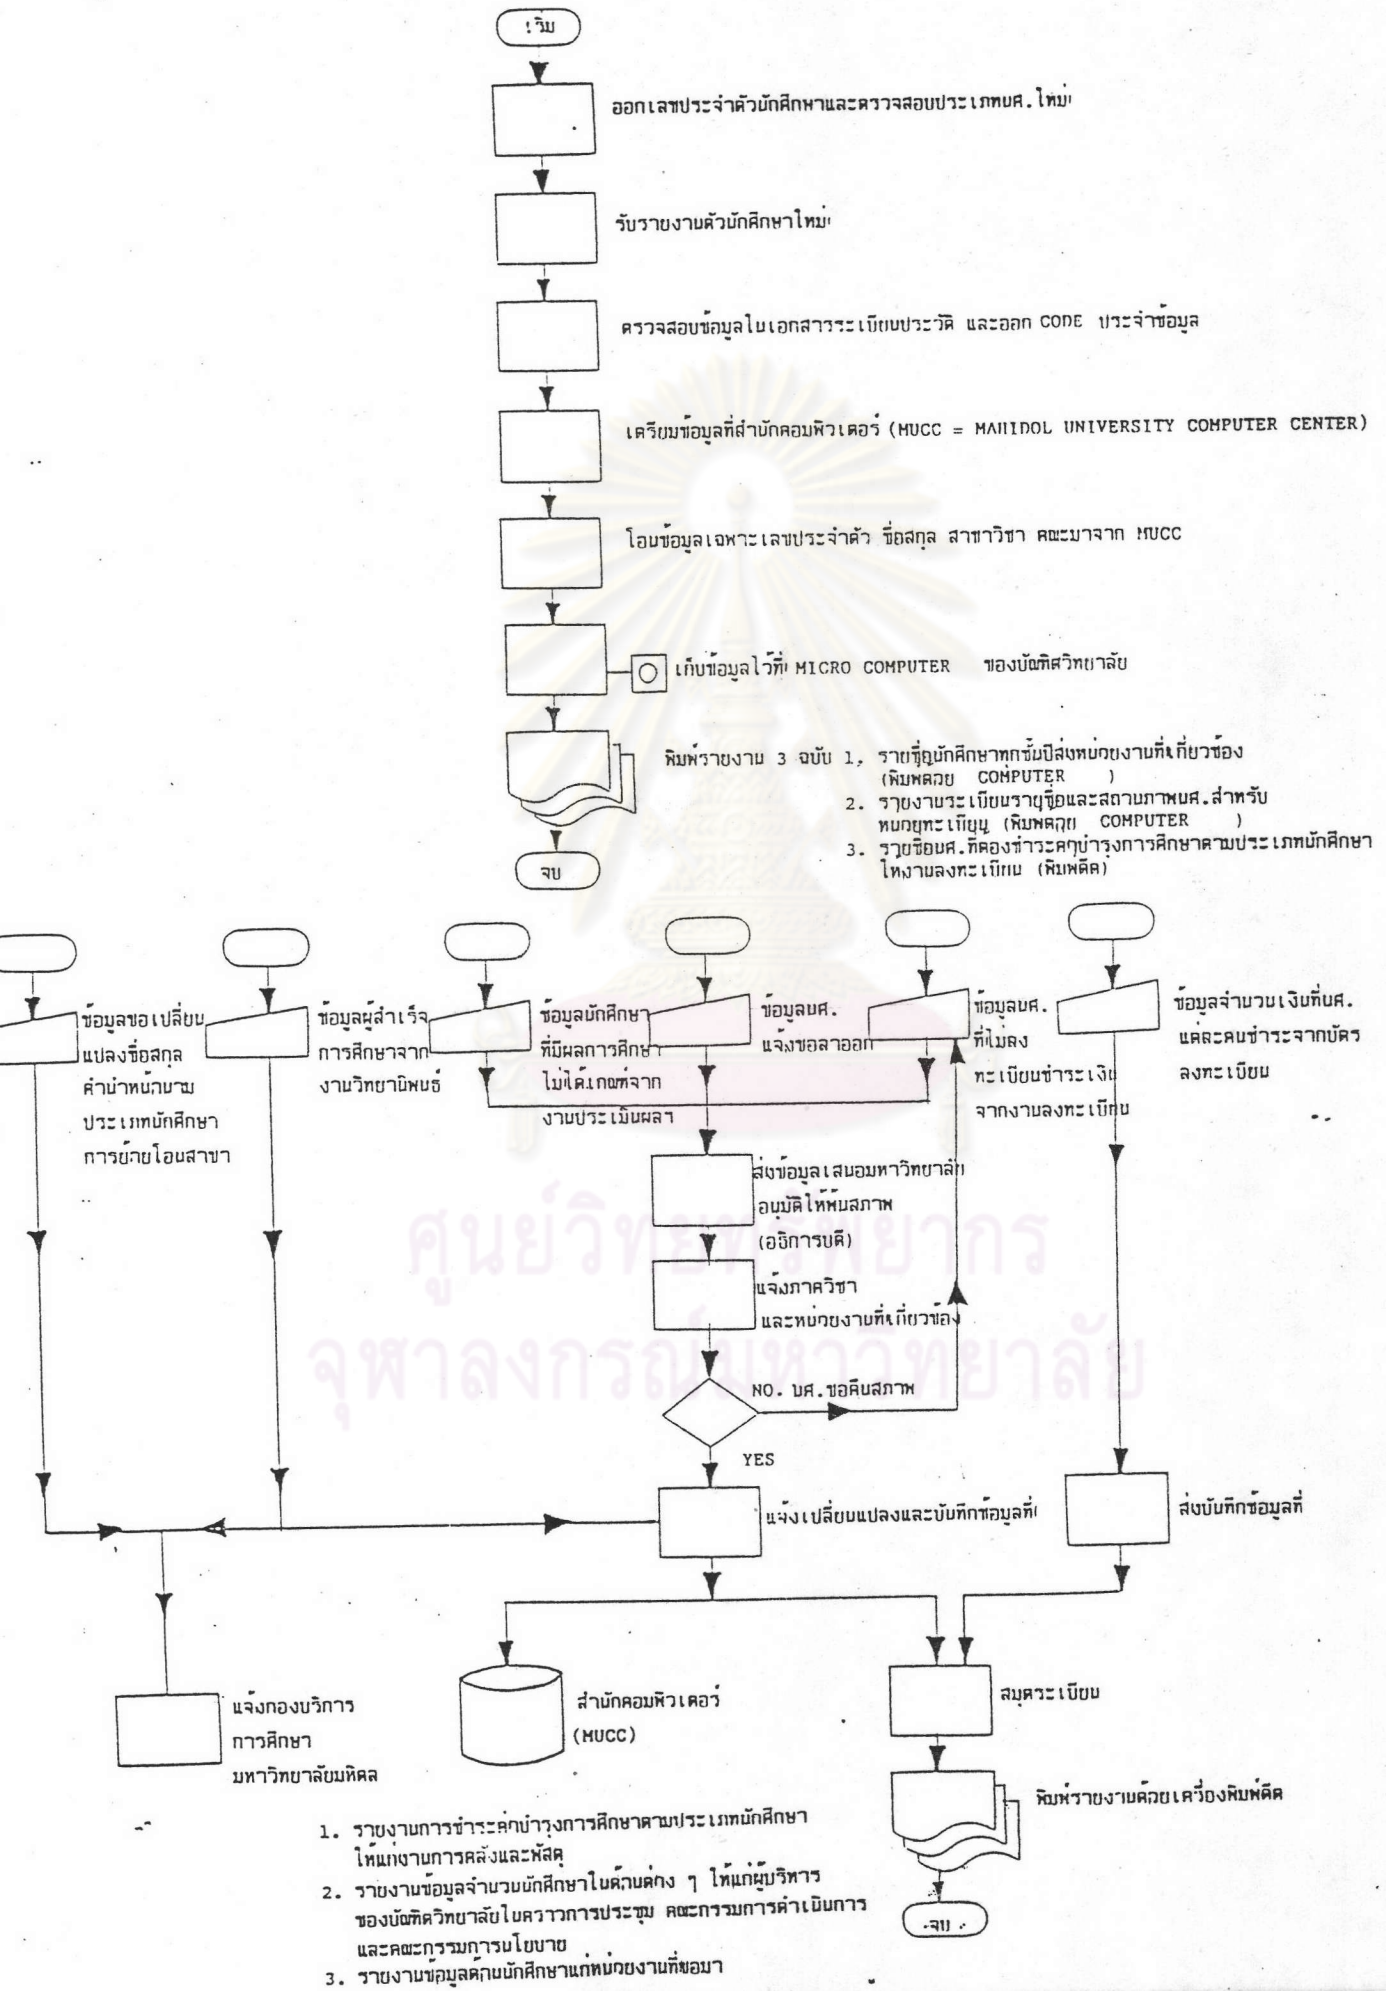 เริ่ม
ออกเลขประจำตัวนักศึกษาและตรวจสอบประเภทนศ.ใหม่
รับรายงานตัวนักศึกษาใหม่
ตรวจสอบข้อมูลในเอกสารระเบียนประวัติ และออก CODE ประจำข้อมูล
เตรียมข้อมูลที่สำนักคอมพิวเตอร์ (MUCC = MAHIDOL UNIVERSITY COMPUTER CENTER)
โอนข้อมูลเฉพาะเลขประจำตัว ชื่อสกุล สาขาวิชา คณะมาจาก MUCC
เก็บข้อมูลไว้ที่ MICRO COMPUTER ของบัณฑิตวิทยาลัย
พิมพ์รายงาน 3 ฉบับ 1. รายชื่อนักศึกษาทุกชั้นปีส่งหน่วยงานที่เกี่ยวข้อง
(พิมพ์ด้วย COMPUTER )
2. รายงานระเบียนรายชื่อและสถานภาพนศ.สำหรับ
หน่วยทะเบียน (พิมพ์ด้วย COMPUTER )
3. รายชื่อนศ.ที่ต้องชำระค่าบำรุงการศึกษาตามประเภทนักศึกษา
ให้งานลงทะเบียน (พิมพ์ดีด)
จบ
ข้อมูลขอเปลี่ยน
แปลงชื่อสกุล
คำนำหน้านาม
ประเภทนักศึกษา
การย้ายโอนสาขา
ข้อมูลผู้สำเร็จ
การศึกษาจาก
งานวิทยานิพนธ์
ข้อมูลนักศึกษา
ที่มีผลการศึกษา
ไม่ได้เกณฑ์จาก
งานประเมินผลฯ
ข้อมูลนศ.
แจ้งขอลาออก
ข้อมูลนศ.
ที่ไม่ลง
ทะเบียนชำระเงิน
จากงานลงทะเบียน
ข้อมูลจำนวนเงินที่นศ.
แต่ละคนชำระจากบัตร
ลงทะเบียน
ส่งข้อมูลเสนอมหาวิทยาลัย
อนุมัติให้พ้นสภาพ
(อธิการบดี)
แจ้งภาควิชา
และหน่วยงานที่เกี่ยวข้อง
NO. นศ.ขอคืนสภาพ
YES
แจ้งเปลี่ยนแปลงและบันทึกข้อมูลที่
ส่งบันทึกข้อมูลที่
แจ้งกองบริการ
การศึกษา
มหาวิทยาลัยมหิดล
สำนักคอมพิวเตอร์
(MUCC)
สมุดระเบียน
พิมพ์รายงานด้วยเครื่องพิมพ์ดีด
1. รายงานการชำระค่าบำรุงการศึกษาตามประเภทนักศึกษา
ให้แก่งานการคลังและพัสดุ
2. รายงานข้อมูลจำนวนนักศึกษาในด้านต่าง ๆ ให้แก่ผู้บริหาร
ของบัณฑิตวิทยาลัยในคราวการประชุม คณะกรรมการดำเนินการ
และคณะกรรมการนโยบาย
3. รายงานข้อมูลด้านนักศึกษาแก่หน่วยงานที่ขอมา
จบ
ศูนย์วิทยทรัพยากร
จุฬาลงกรณ์มหาวิทยาลัย